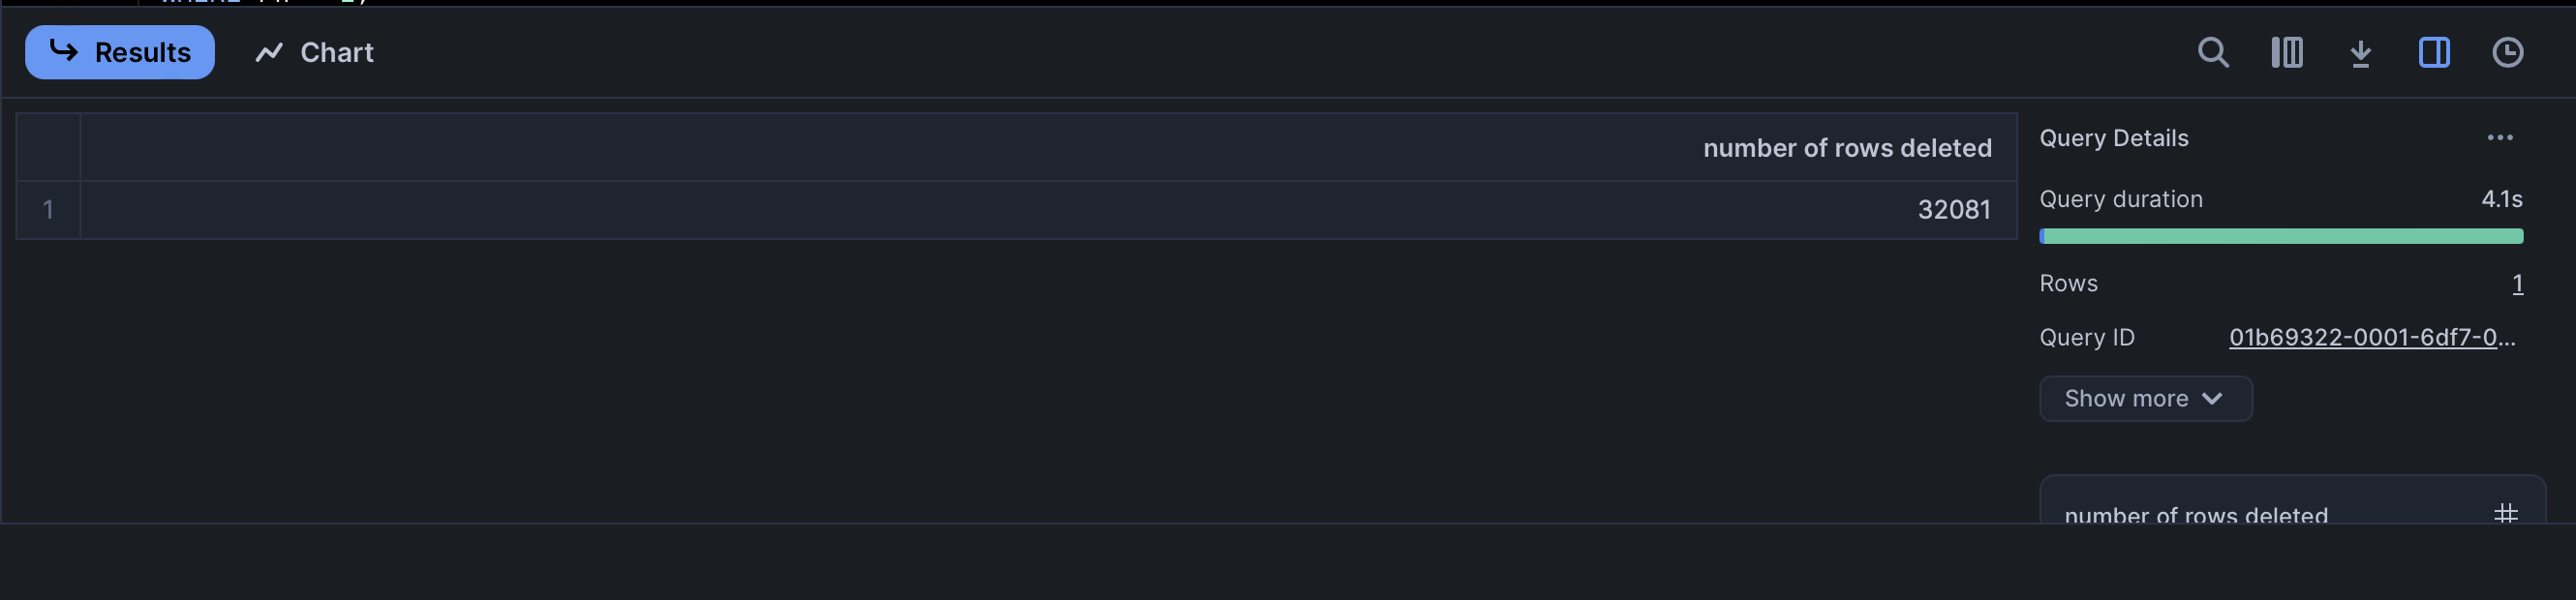 Results
Chart
number of rows deleted
1
32081
Query Details
Query duration 4.1s
Rows 1
Query ID 01b69322-0001-6df7-0...
Show more
number of rows deleted